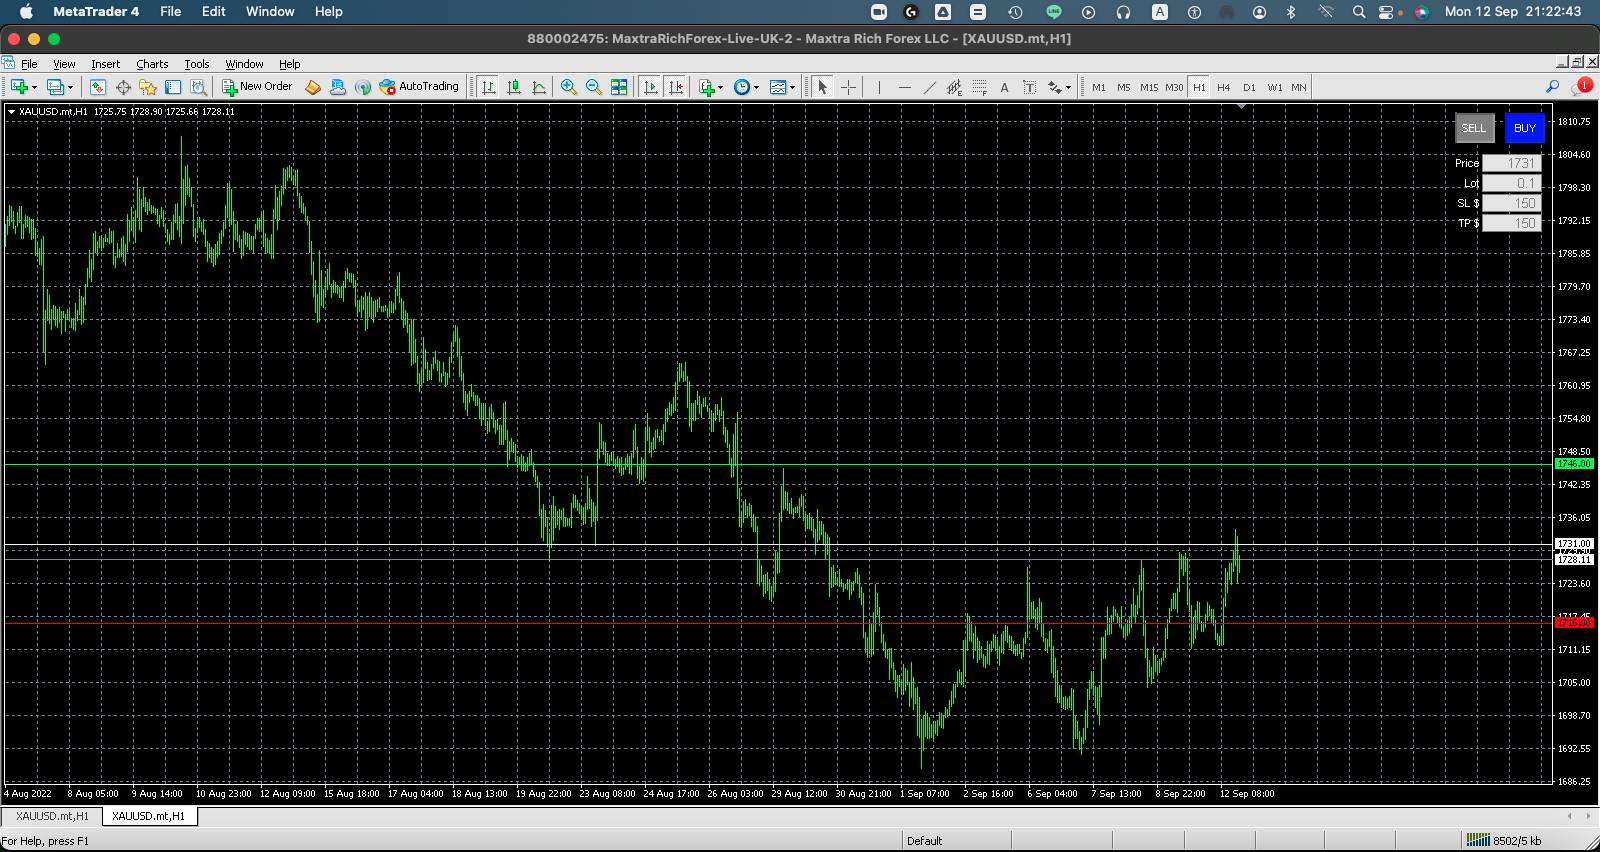 MetaTrader 4 File Edit Window Help LINE A Mon 12 Sep 21:22:43
880002475: MaxtraRichForex-Live-UK-2 - Maxtra Rich Forex LLC - [XAUUSD.mt,H1]
File View Insert Charts Tools Window Help
New Order AutoTrading A T M1 M5 M15 M30 H1 H4 D1 W1 MN 1
XAUUSD.mt,H1 1725.75 1728.90 1725.66 1728.11
SELL BUY
Price 1731
Lot 0.1
SL $ 150
TP $ 150
1810.75
1804.60
1798.30
1792.15
1785.85
1779.70
1773.40
1767.25
1760.95
1754.80
1748.50
1746.00
1742.35
1736.05
1731.00
1728.11
1723.60
1717.45
1716.00
1711.15
1705.00
1698.70
1692.55
1686.25
4 Aug 2022 8 Aug 05:00 9 Aug 14:00 10 Aug 23:00 12 Aug 09:00 15 Aug 18:00 17 Aug 04:00 18 Aug 13:00 19 Aug 22:00 23 Aug 08:00 24 Aug 17:00 26 Aug 03:00 29 Aug 12:00 30 Aug 21:00 1 Sep 07:00 2 Sep 16:00 6 Sep 04:00 7 Sep 13:00 8 Sep 22:00 12 Sep 08:00
XAUUSD.mt,H1 XAUUSD.mt,H1
For Help, press F1 Default 8502/5 kb